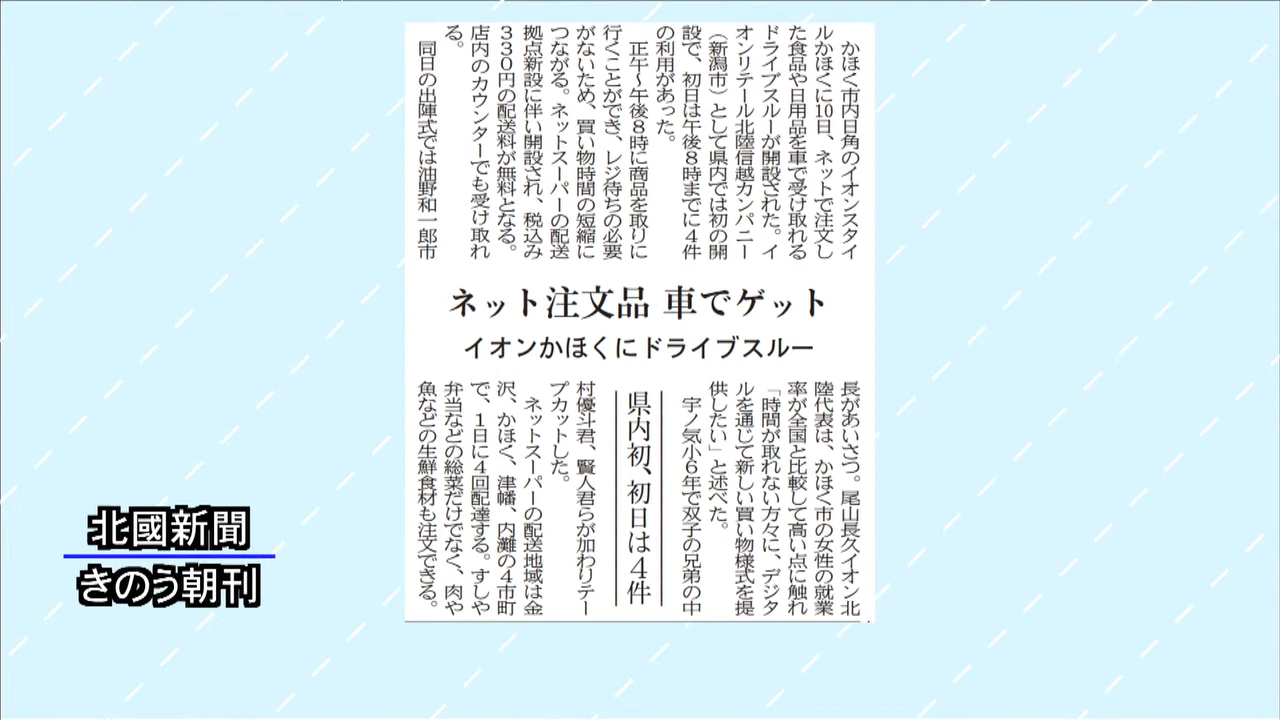 ネット注文品 車でゲット
イオンかほくにドライブスルー
県内初、初日は４件
　かほく市内日角のイオンスタイ
ルかほくに10日、ネットで注文し
た食品や日用品を車で受け取れる
ドライブスルーが開設された。イ
オンリテール北陸信越カンパニー
（新潟市）として県内では初の開
設で、初日は午後８時までに４件
の利用があった。
　正午〜午後８時に商品を取りに
行くことができ、レジ待ちの必要
がないため、買い物時間の短縮に
つながる。ネットスーパーの配送
拠点新設に伴い開設され、税込み
３３０円の配送料が無料となる。
店内のカウンターでも受け取れ
る。
　同日の出陣式では油野和一郎市
長があいさつ。尾山長久イオン北
陸代表は、かほく市の女性の就業
率が全国と比較して高い点に触れ
「時間が取れない方々に、デジタ
ルを通じて新しい買い物様式を提
供したい」と述べた。
　宇ノ気小６年で双子の兄弟の中
村優斗君、賢人君らが加わりテー
プカットした。
　ネットスーパーの配送地域は金
沢、かほく、津幡、内灘の４市町
で、１日に４回配達する。すしや
弁当などの総菜だけでなく、肉や
魚などの生鮮食材も注文できる。
北國新聞
きのう朝刊